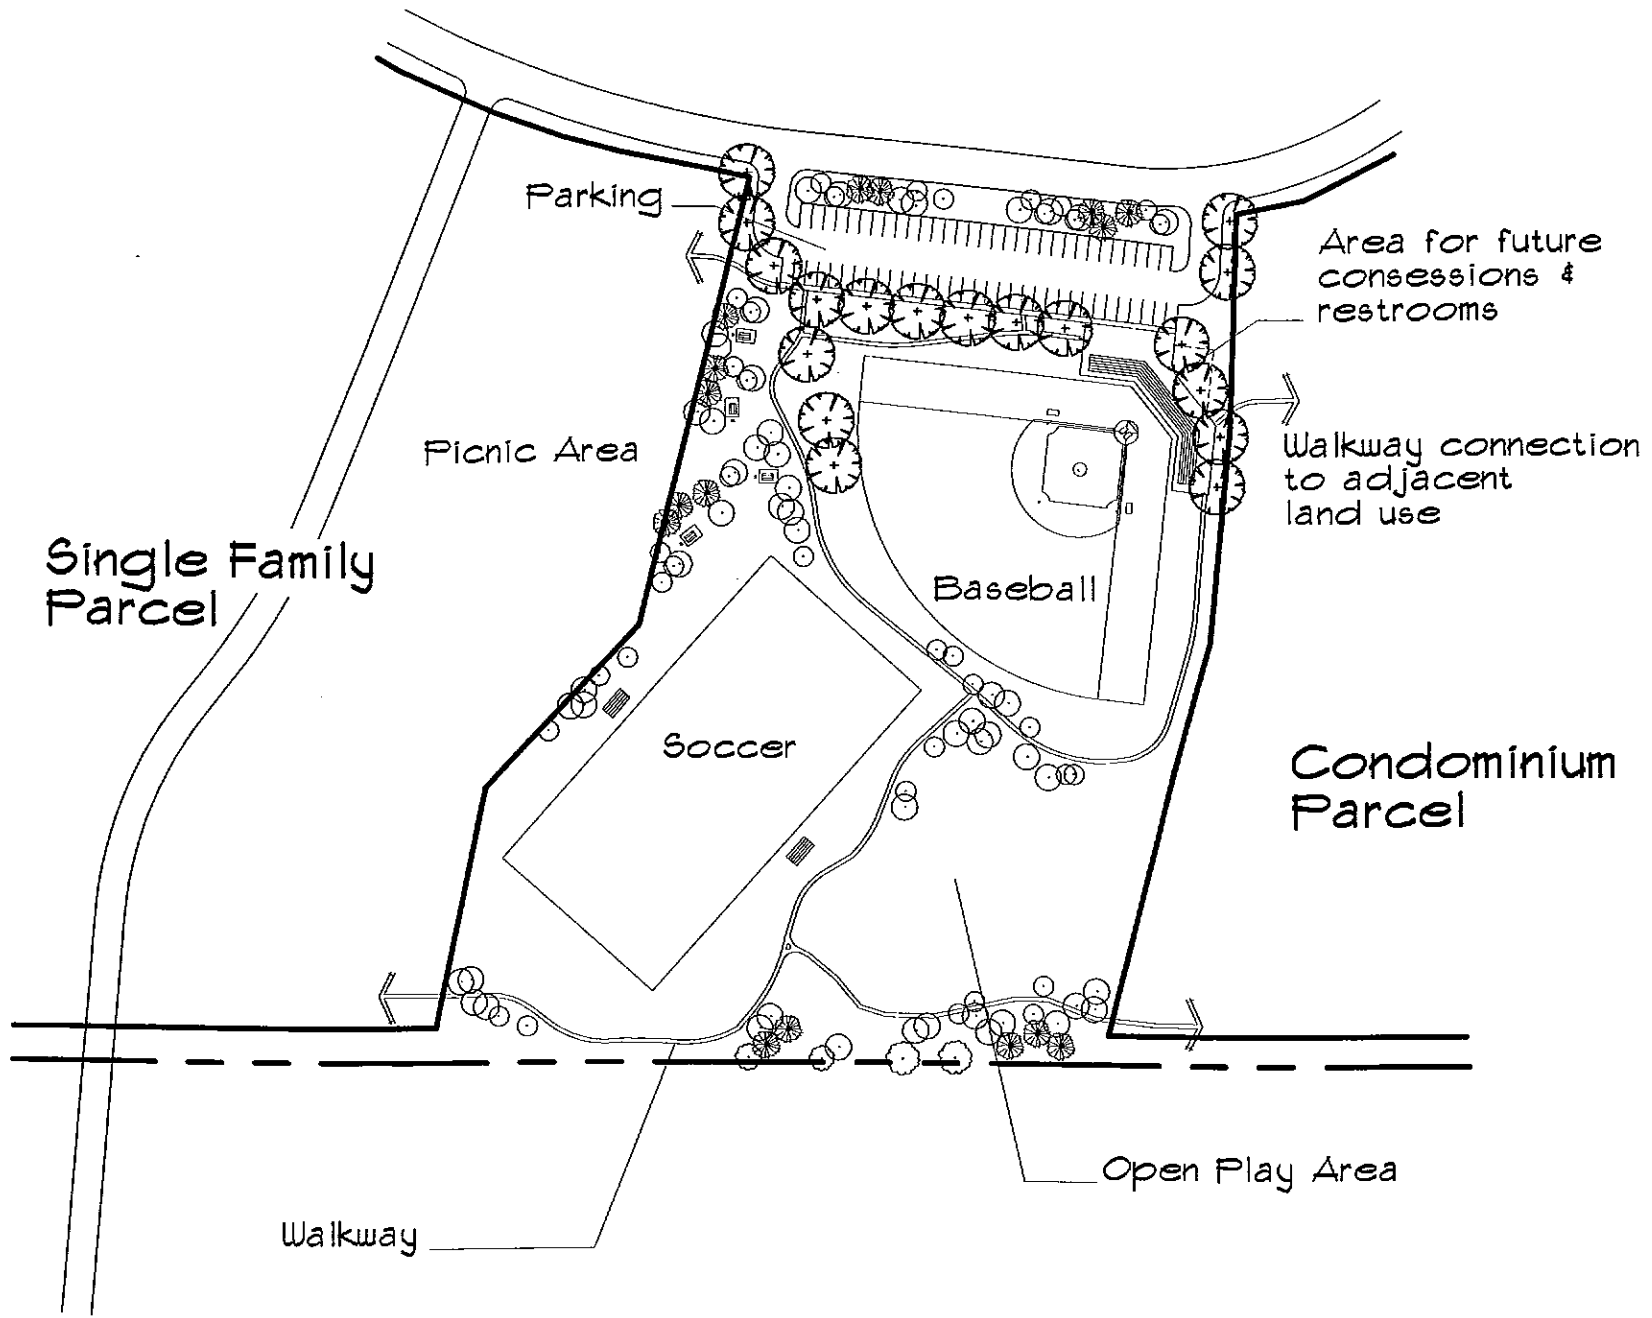 Parking
Area for future
consessions &
restrooms
Picnic Area
Walkway connection
to adjacent
land use
Single Family
Parcel
Baseball
Soccer
Condominium
Parcel
Open Play Area
Walkway